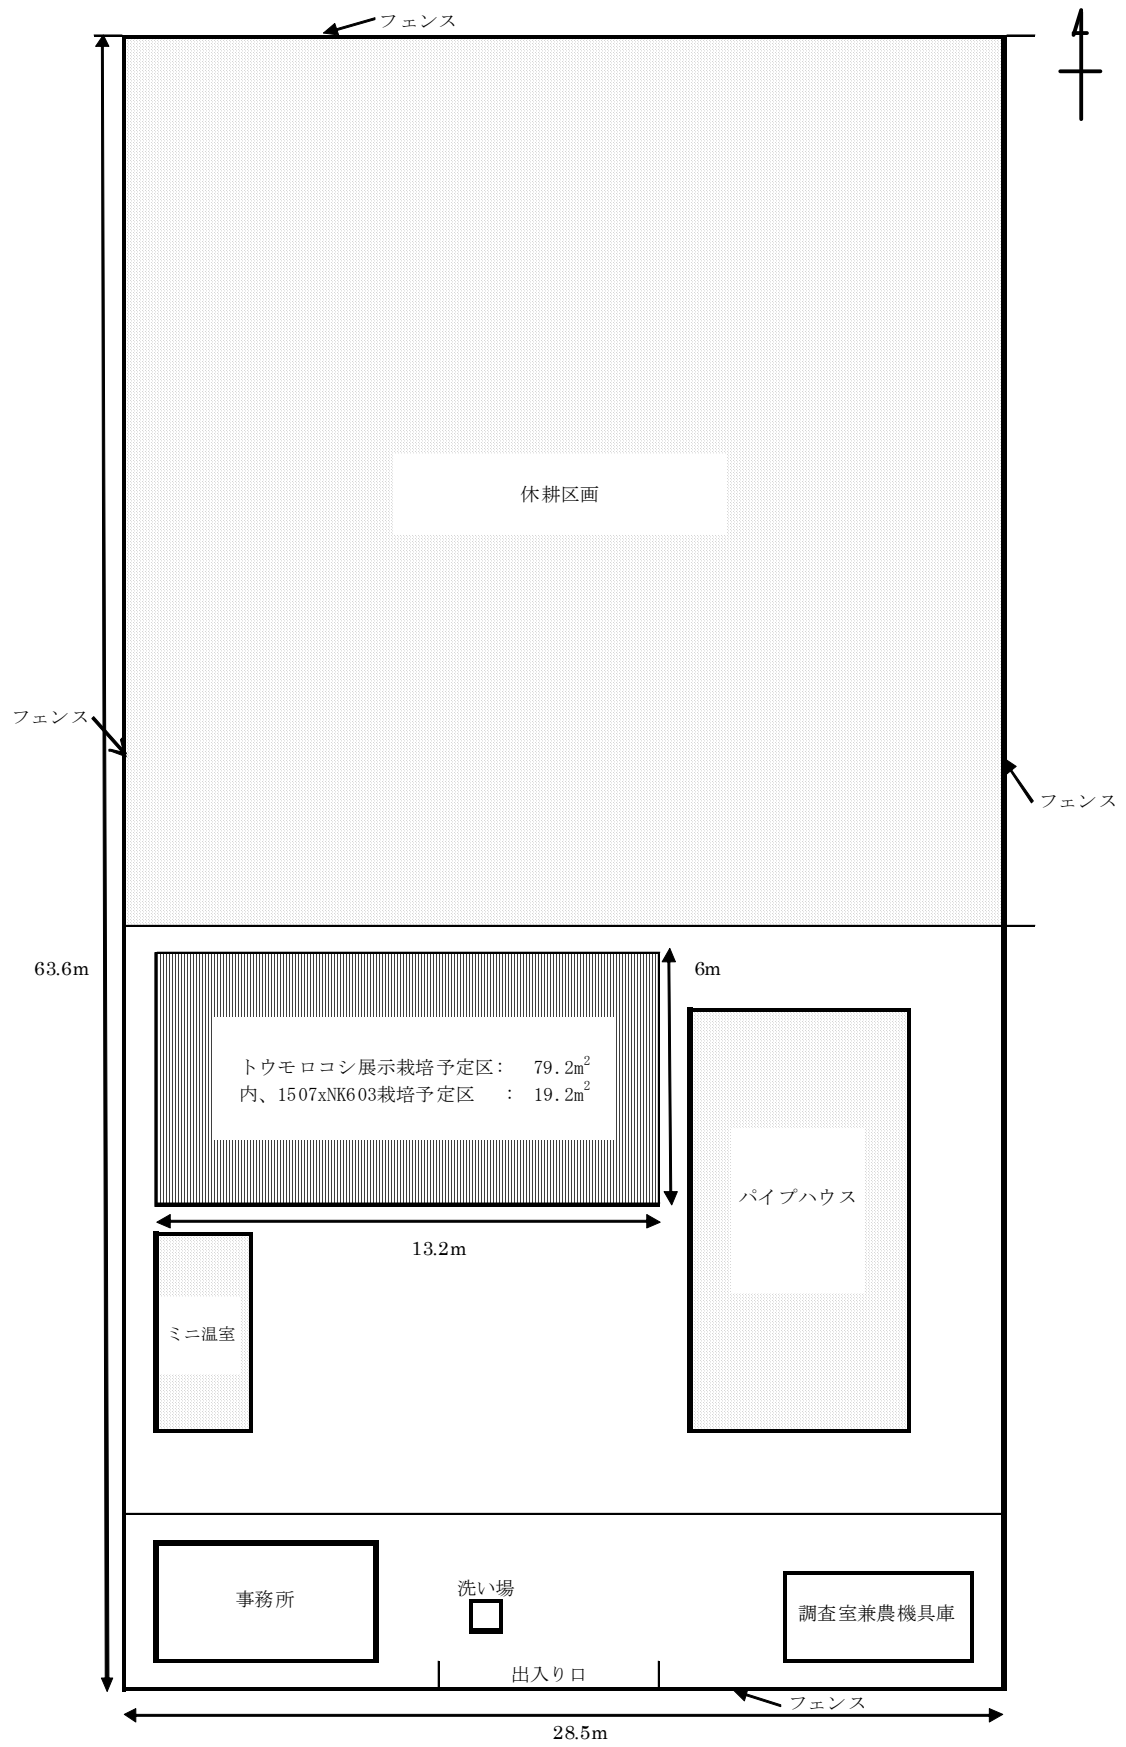 フェンス
休耕区画
フェンス
フェンス
63.6m
6m
トウモロコシ展示栽培予定区: 79.2m²
内、1507xNK603栽培予定区 : 19.2m²
パイプハウス
13.2m
ミニ温室
事務所
洗い場
調査室兼農機具庫
出入り口
フェンス
28.5m